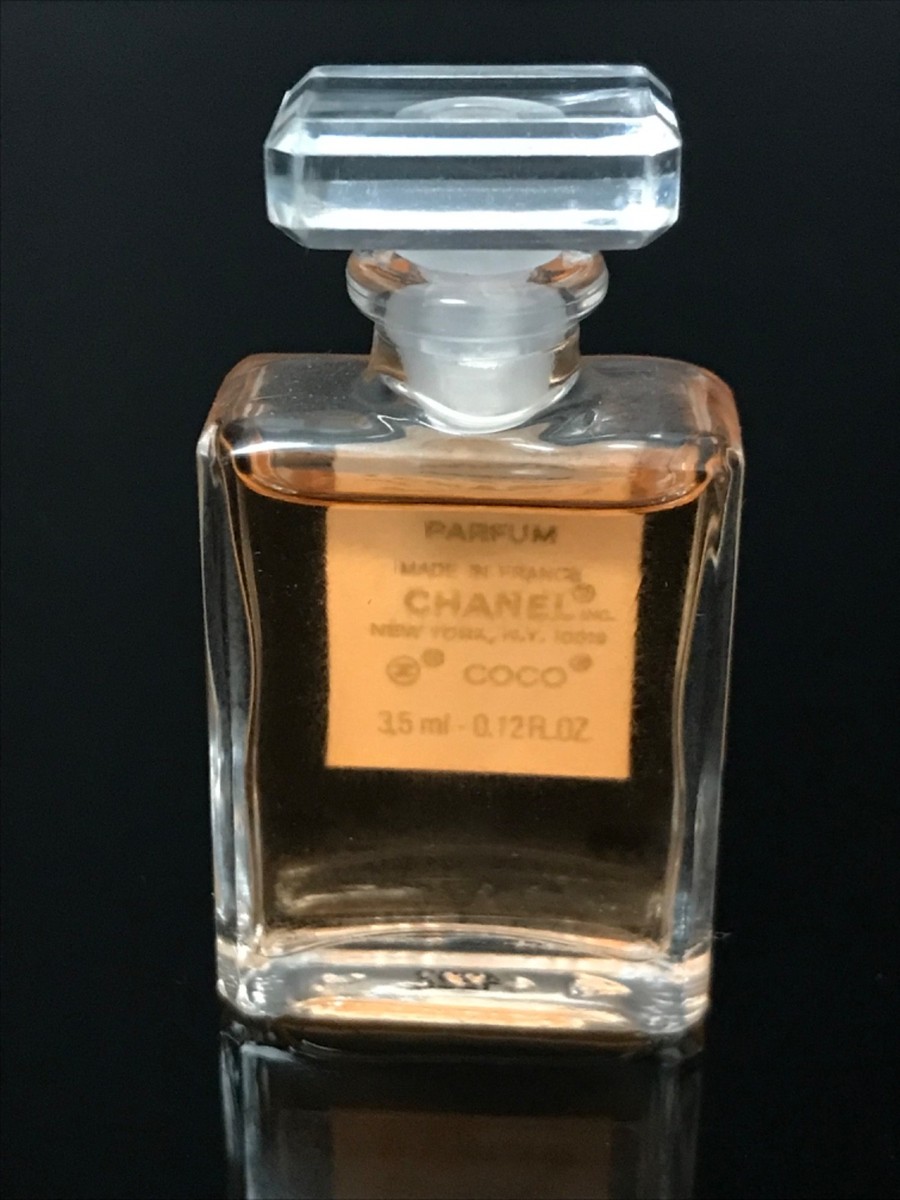 PARFUM
MADE IN FRANCE
CHANEL® INC.
NEW YORK, N.Y. 10019
® COCO®
3,5 ml - 0.12 FL.OZ.